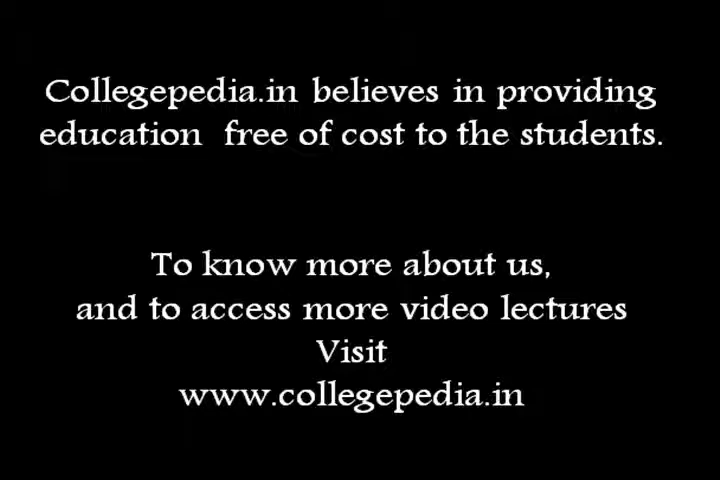 Collegepedia.in believes in providing
education free of cost to the students.
To know more about us,
and to access more video lectures
Visit
www.collegepedia.in